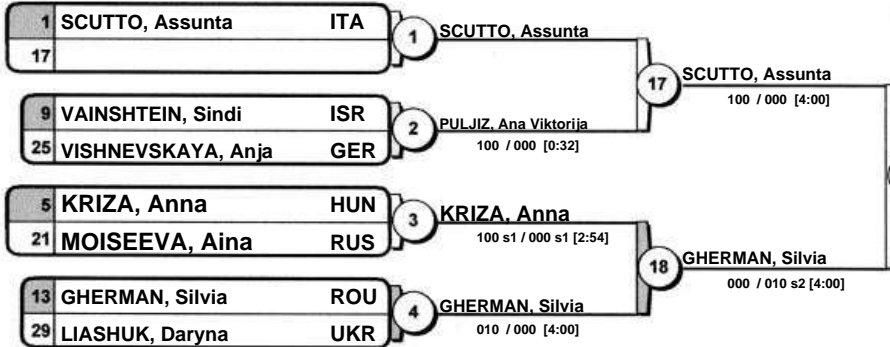 1 SCUTTO, Assunta ITA
17
1 SCUTTO, Assunta
9 VAINSHTEIN, Sindi ISR
25 VISHNEVSKAYA, Anja GER
2 PULJIZ, Ana Viktorija
100 / 000 [0:32]
17 SCUTTO, Assunta
100 / 000 [4:00]
5 KRIZA, Anna HUN
21 MOISEEVA, Aina RUS
3 KRIZA, Anna
100 s1 / 000 s1 [2:54]
13 GHERMAN, Silvia ROU
29 LIASHUK, Daryna UKR
4 GHERMAN, Silvia
010 / 000 [4:00]
18 GHERMAN, Silvia
000 / 010 s2 [4:00]